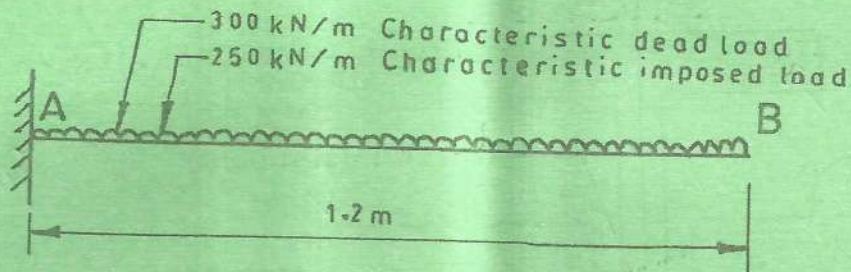 300 kN/m Characteristic dead load
250 kN/m Characteristic imposed load
A
B
1·2 m